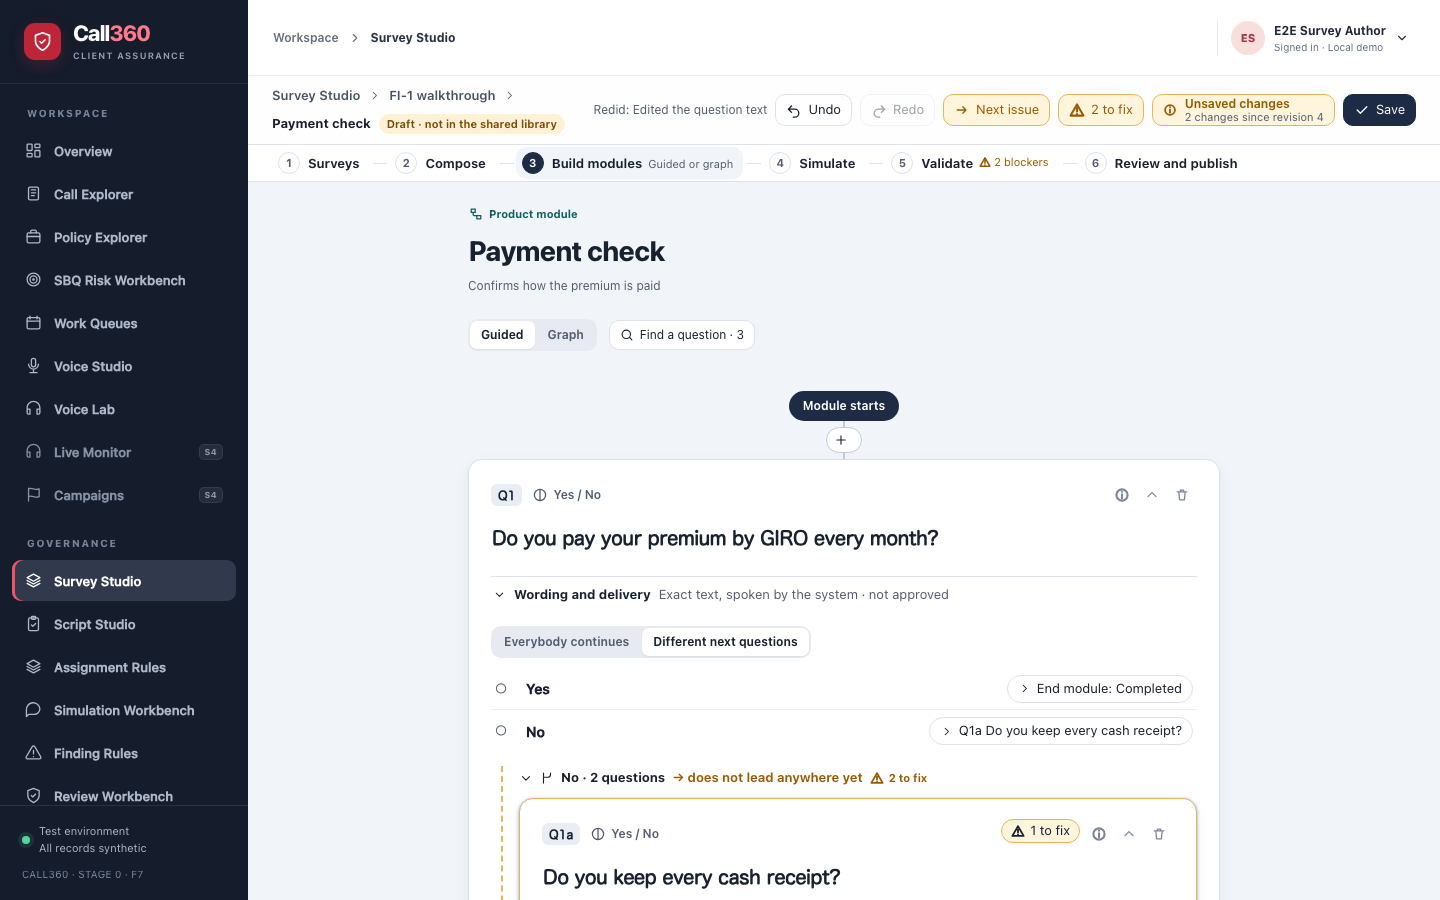 Call360
CLIENT ASSURANCE
WORKSPACE
Overview
Call Explorer
Policy Explorer
SBQ Risk Workbench
Work Queues
Voice Studio
Voice Lab
Live Monitor S4
Campaigns S4
GOVERNANCE
Survey Studio
Script Studio
Assignment Rules
Simulation Workbench
Finding Rules
Review Workbench
Test environment
All records synthetic
CALL360 · STAGE 0 · F7
Workspace > Survey Studio
ES
E2E Survey Author
Signed in · Local demo
Survey Studio > FI-1 walkthrough >
Payment check Draft · not in the shared library
Redid: Edited the question text
Undo
Redo
Next issue
2 to fix
Unsaved changes
2 changes since revision 4
Save
1 Surveys
2 Compose
3 Build modules Guided or graph
4 Simulate
5 Validate 2 blockers
6 Review and publish
Product module
Payment check
Confirms how the premium is paid
Guided Graph
Find a question · 3
Module starts
+
Q1 Yes / No
Do you pay your premium by GIRO every month?
Wording and delivery Exact text, spoken by the system · not approved
Everybody continues Different next questions
Yes End module: Completed
No Q1a Do you keep every cash receipt?
No · 2 questions → does not lead anywhere yet 2 to fix
Q1a Yes / No 1 to fix
Do you keep every cash receipt?